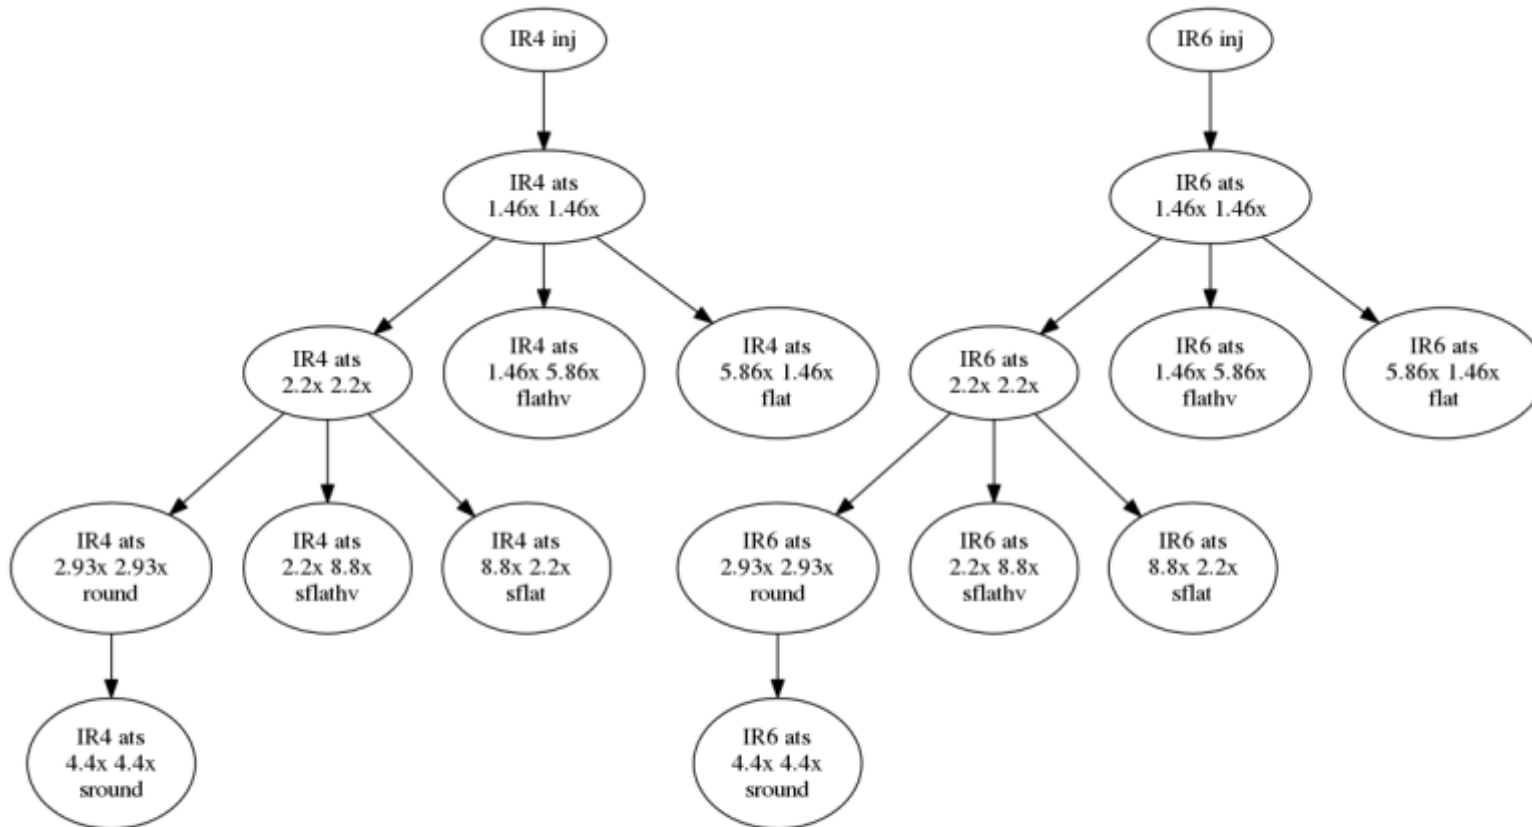 IR4 inj
IR6 inj
IR4 ats
1.46x 1.46x
IR6 ats
1.46x 1.46x
IR4 ats
2.2x 2.2x
IR4 ats
1.46x 5.86x
flathv
IR4 ats
5.86x 1.46x
flat
IR6 ats
2.2x 2.2x
IR6 ats
1.46x 5.86x
flathv
IR6 ats
5.86x 1.46x
flat
IR4 ats
2.93x 2.93x
round
IR4 ats
2.2x 8.8x
sflathv
IR4 ats
8.8x 2.2x
sflat
IR6 ats
2.93x 2.93x
round
IR6 ats
2.2x 8.8x
sflathv
IR6 ats
8.8x 2.2x
sflat
IR4 ats
4.4x 4.4x
sround
IR6 ats
4.4x 4.4x
sround